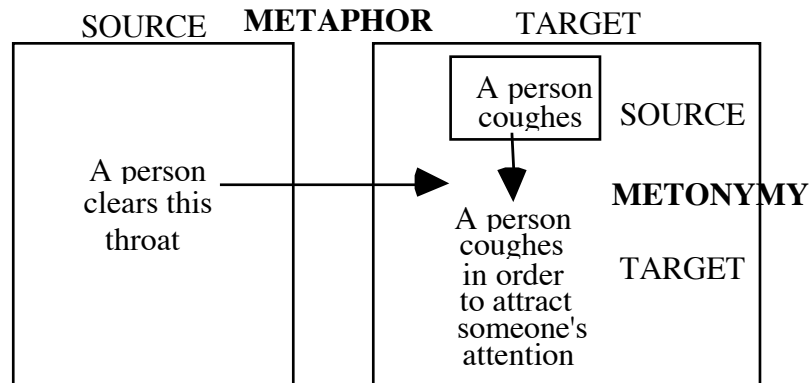 SOURCE METAPHOR TARGET
A person
coughes
SOURCE
A person
clears this
throat
METONYMY
A person
coughes
in order
to attract
someone's
attention
TARGET